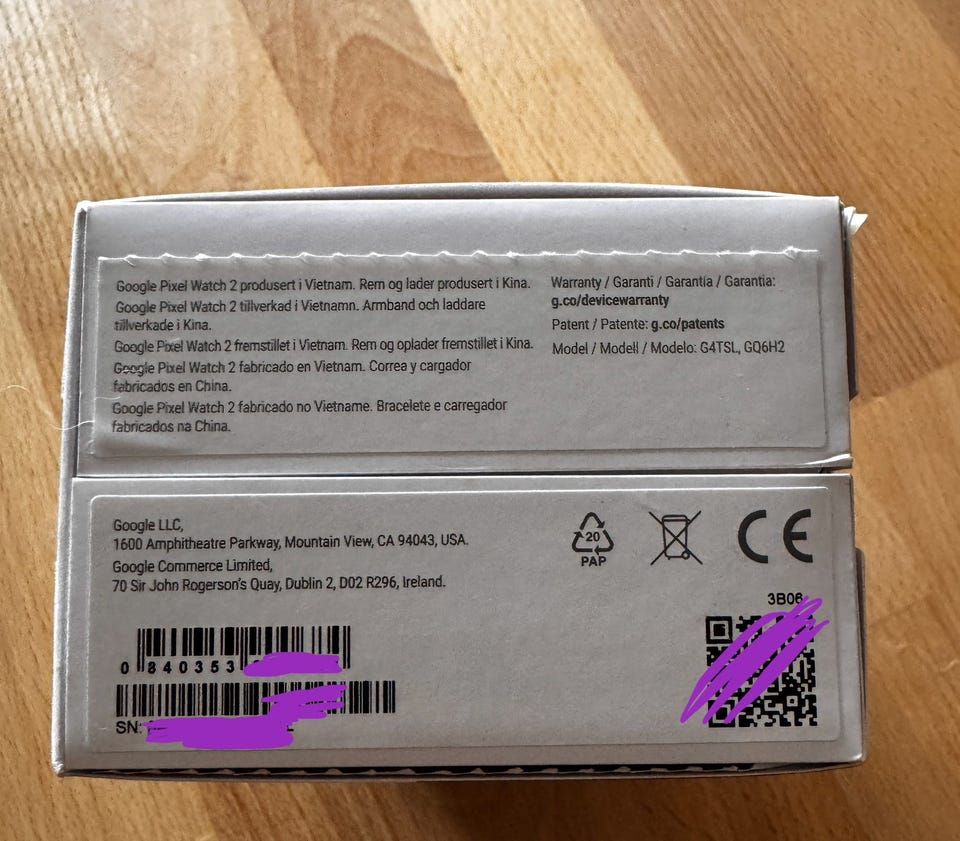 Google Pixel Watch 2 produsert i Vietnam. Rem og lader produsert i Kina.
Google Pixel Watch 2 tillverkad i Vietnamn. Armband och laddare
tillverkade i Kina.
Google Pixel Watch 2 fremstillet i Vietnam. Rem og oplader fremstillet i Kina.
Google Pixel Watch 2 fabricado en Vietnam. Correa y cargador
fabricados en China.
Google Pixel Watch 2 fabricado no Vietname. Bracelete e carregador
fabricados na China.
Warranty / Garanti / Garantía / Garantia:
g.co/devicewarranty
Patent / Patente: g.co/patents
Model / Modell / Modelo: G4TSL, GQ6H2
Google LLC,
1600 Amphitheatre Parkway, Mountain View, CA 94043, USA.
Google Commerce Limited,
70 Sir John Rogerson's Quay, Dublin 2, D02 R296, Ireland.
20
PAP
CE
3B06
0 840353
SN: